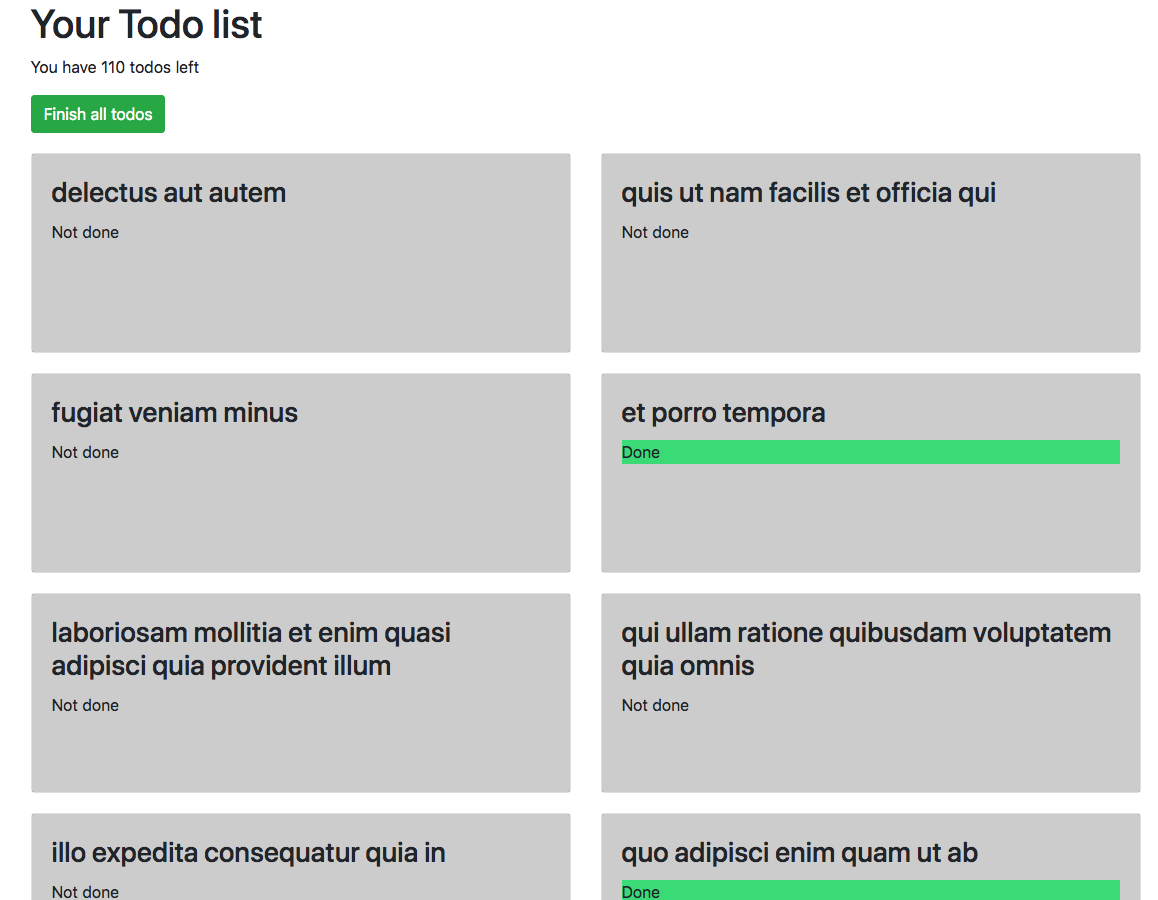 Your Todo list
You have 110 todos left
Finish all todos
delectus aut autem
Not done
quis ut nam facilis et officia qui
Not done
fugiat veniam minus
Not done
et porro tempora
Done
laboriosam mollitia et enim quasi
adipisci quia provident illum
Not done
qui ullam ratione quibusdam voluptatem
quia omnis
Not done
illo expedita consequatur quia in
Not done
quo adipisci enim quam ut ab
Done